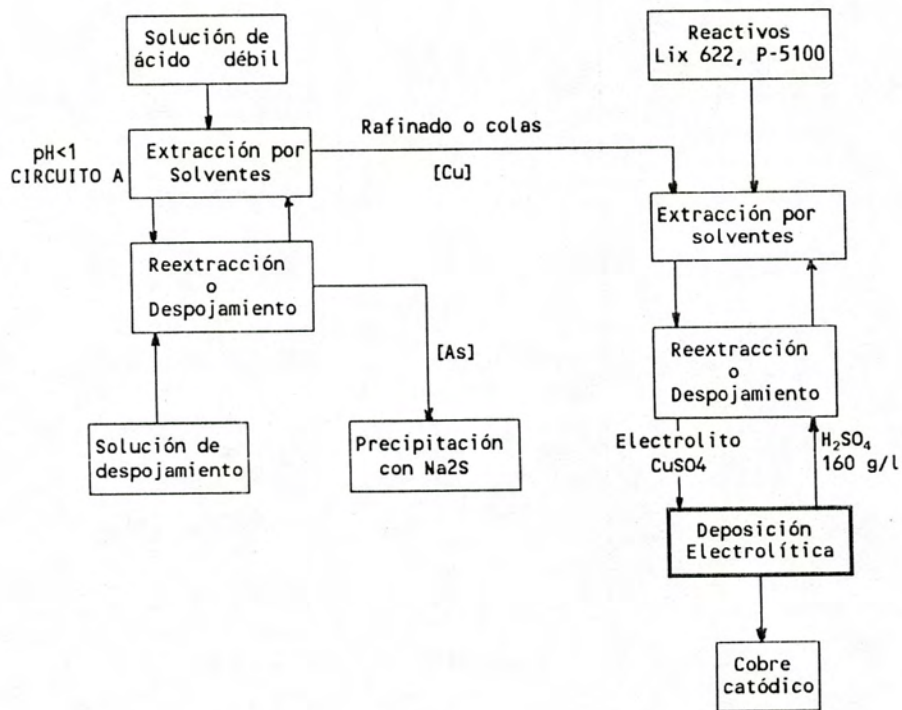 Solución de
ácido débil
Reactivos
Lix 622, P-5100
pH<1
CIRCUITO A
Extracción por
Solventes
Rafinado o colas
[Cu]
Extracción por
solventes
Reextracción
o
Despojamiento
[As]
Reextracción
o
Despojamiento
Solución de
despojamiento
Precipitación
con Na2S
Electrolito
CuSO4
H₂SO₄
160 g/l
Deposición
Electrolítica
Cobre
catódico